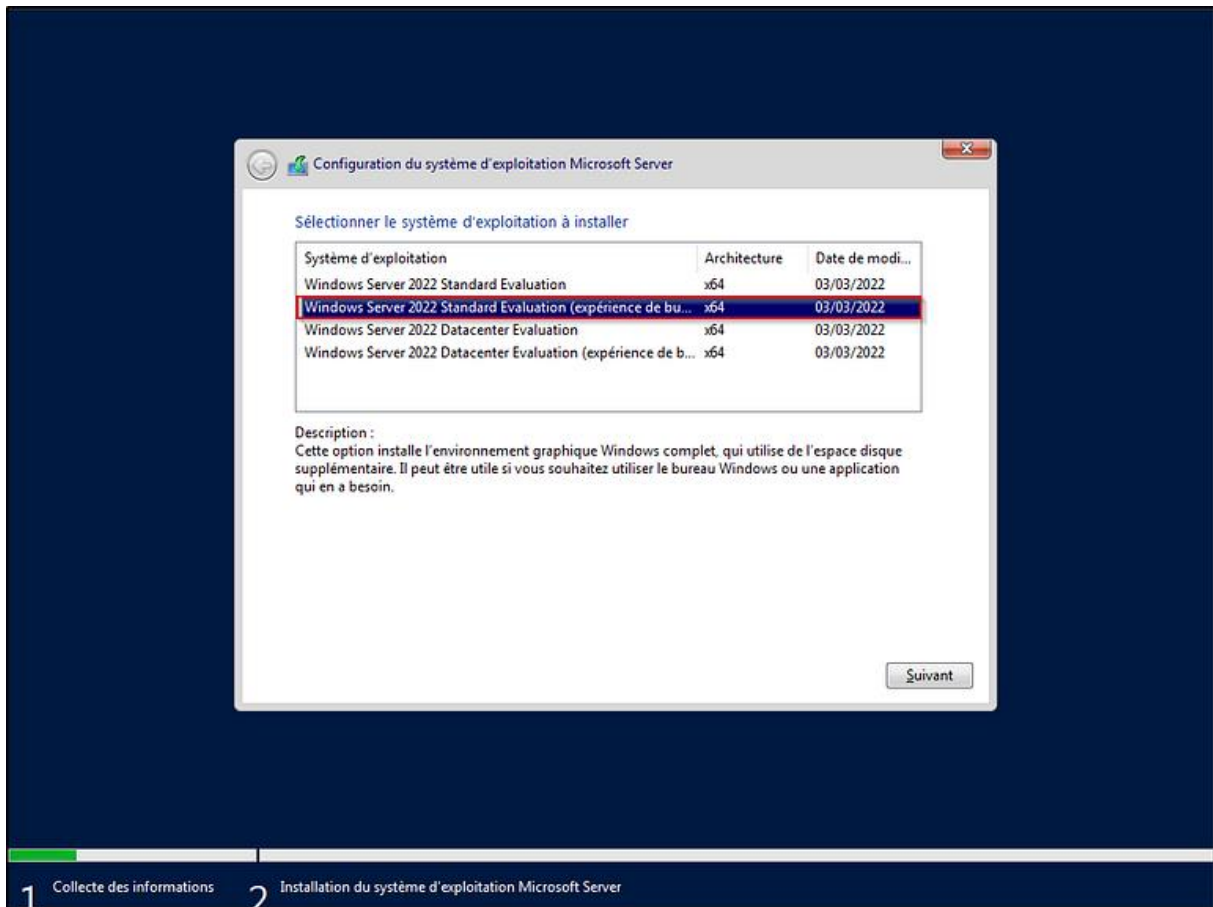 Configuration du système d'exploitation Microsoft Server
Sélectionner le système d'exploitation à installer
Système d'exploitation Architecture Date de modi...
Windows Server 2022 Standard Evaluation x64 03/03/2022
Windows Server 2022 Standard Evaluation (expérience de bu... x64 03/03/2022
Windows Server 2022 Datacenter Evaluation x64 03/03/2022
Windows Server 2022 Datacenter Evaluation (expérience de b... x64 03/03/2022
Description :
Cette option installe l'environnement graphique Windows complet, qui utilise de l'espace disque
supplémentaire. Il peut être utile si vous souhaitez utiliser le bureau Windows ou une application
qui en a besoin.
Suivant
1 Collecte des informations 2 Installation du système d'exploitation Microsoft Server